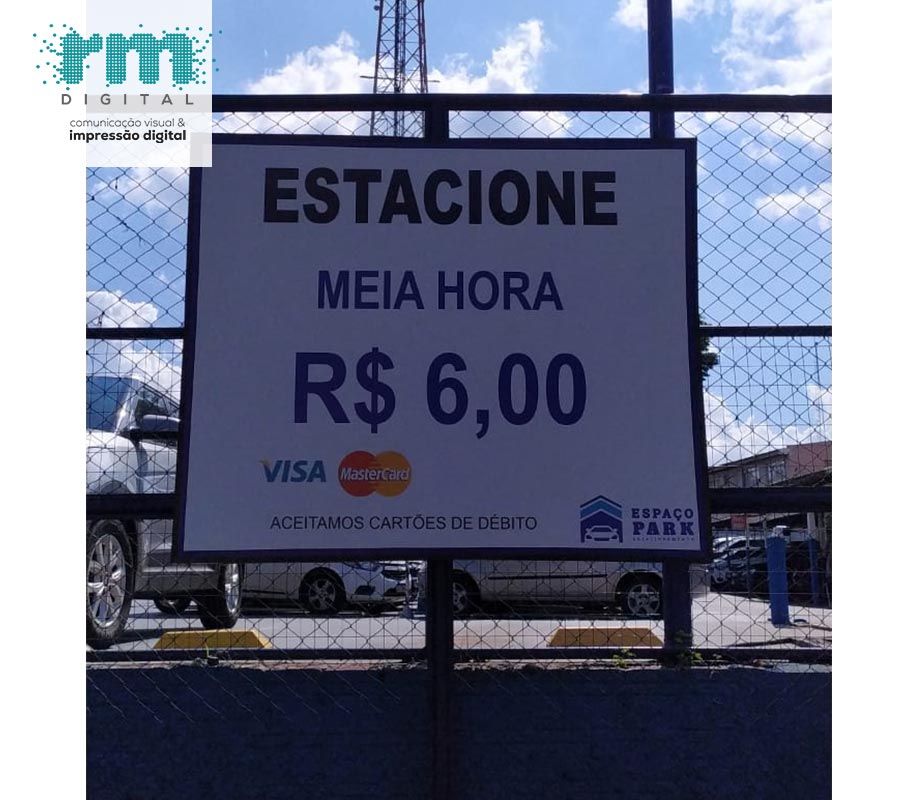 rm
DIGITAL
comunicação visual &
impressão digital
ESTACIONE
MEIA HORA
R$ 6,00
VISA MasterCard
ACEITAMOS CARTÕES DE DÉBITO
ESPAÇO
PARK
ESTACIONAMENTO